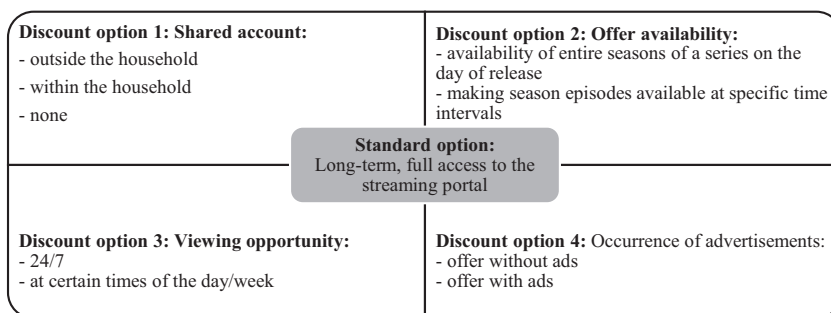 Discount option 1: Shared account:
- outside the household
- within the household
- none
Discount option 2: Offer availability:
- availability of entire seasons of a series on the
day of release
- making season episodes available at specific time
intervals
Standard option:
Long-term, full access to the
streaming portal
Discount option 3: Viewing opportunity:
- 24/7
- at certain times of the day/week
Discount option 4: Occurrence of advertisements:
- offer without ads
- offer with ads